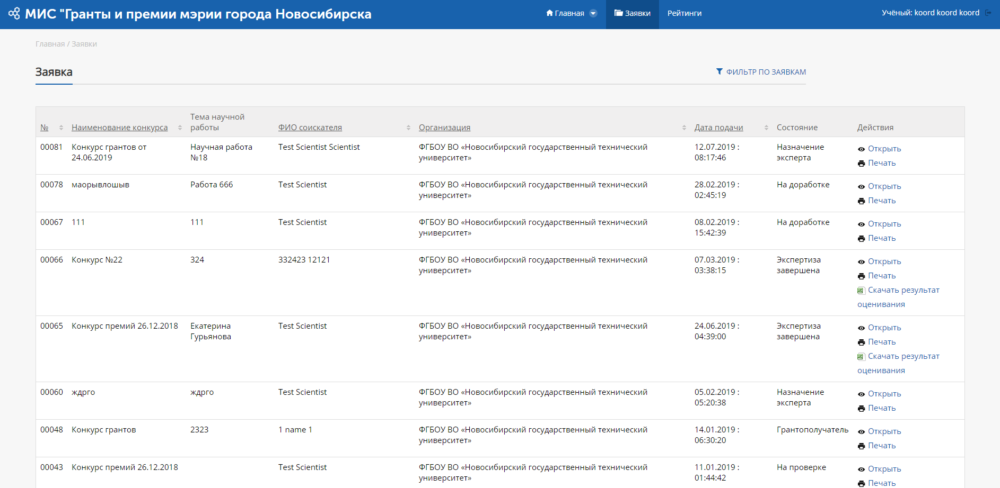 МИС "Гранты и премии мэрии города Новосибирска
Главная
Заявки
Рейтинги
Учёный: koord koord koord
Главная / Заявки
Заявка
ФИЛЬТР ПО ЗАЯВКАМ
№
Наименование конкурса
Тема научной
работы
ФИО соискателя
Организация
Дата подачи
Состояние
Действия
00081
Конкурс грантов от
24.06.2019
Научная работа
№18
Test Scientist Scientist
ФГБОУ ВО «Новосибирский государственный технический
университет»
12.07.2019 :
08:17:46
Назначение
эксперта
Открыть
Печать
00078
маорывлошыв
Работа 666
Test Scientist
ФГБОУ ВО «Новосибирский государственный технический
университет»
28.02.2019 :
02:45:19
На доработке
Открыть
Печать
00067
111
111
Test Scientist
ФГБОУ ВО «Новосибирский государственный технический
университет»
08.02.2019 :
15:42:39
На доработке
Открыть
Печать
00066
Конкурс №22
324
332423 12121
ФГБОУ ВО «Новосибирский государственный технический
университет»
07.03.2019 :
03:38:15
Экспертиза
завершена
Открыть
Печать
Скачать результат
оценивания
00065
Конкурс премий 26.12.2018
Екатерина
Гурьянова
Test Scientist
ФГБОУ ВО «Новосибирский государственный технический
университет»
24.06.2019 :
04:39:00
Экспертиза
завершена
Открыть
Печать
Скачать результат
оценивания
00060
ждрго
ждрго
Test Scientist
ФГБОУ ВО «Новосибирский государственный технический
университет»
05.02.2019 :
05:20:38
Назначение
эксперта
Открыть
Печать
00048
Конкурс грантов
2323
1 name 1
ФГБОУ ВО «Новосибирский государственный технический
университет»
14.01.2019 :
06:30:20
Грантополучатель
Открыть
Печать
00043
Конкурс премий 26.12.2018
Test Scientist
ФГБОУ ВО «Новосибирский государственный технический
университет»
11.01.2019 :
01:44:42
На проверке
Открыть
Печать